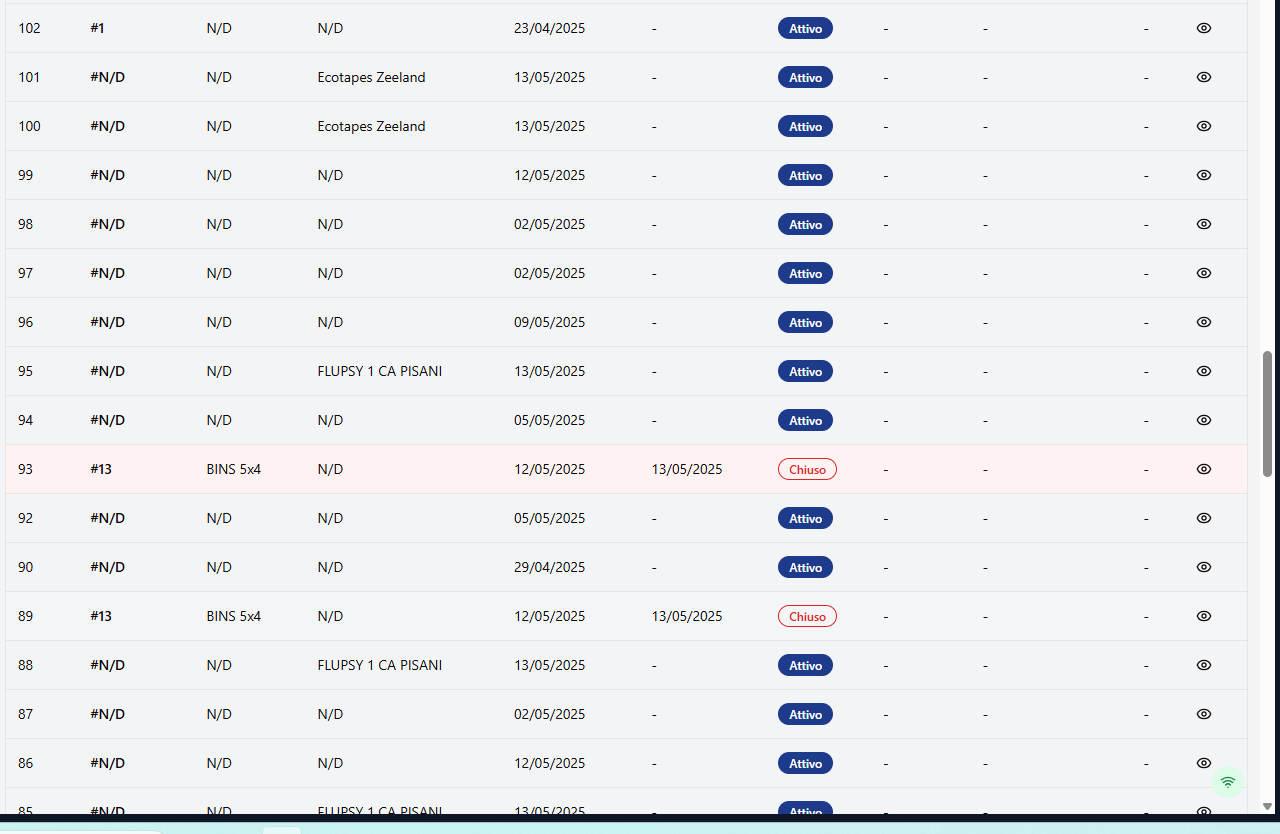 102 #1 N/D N/D 23/04/2025 - Attivo - - -
101 #N/D N/D Ecotapes Zeeland 13/05/2025 - Attivo - - -
100 #N/D N/D Ecotapes Zeeland 13/05/2025 - Attivo - - -
99 #N/D N/D N/D 12/05/2025 - Attivo - - -
98 #N/D N/D N/D 02/05/2025 - Attivo - - -
97 #N/D N/D N/D 02/05/2025 - Attivo - - -
96 #N/D N/D N/D 09/05/2025 - Attivo - - -
95 #N/D N/D FLUPSY 1 CA PISANI 13/05/2025 - Attivo - - -
94 #N/D N/D N/D 05/05/2025 - Attivo - - -
93 #13 BINS 5x4 N/D 12/05/2025 13/05/2025 Chiuso - - -
92 #N/D N/D N/D 05/05/2025 - Attivo - - -
90 #N/D N/D N/D 29/04/2025 - Attivo - - -
89 #13 BINS 5x4 N/D 12/05/2025 13/05/2025 Chiuso - - -
88 #N/D N/D FLUPSY 1 CA PISANI 13/05/2025 - Attivo - - -
87 #N/D N/D N/D 02/05/2025 - Attivo - - -
86 #N/D N/D N/D 12/05/2025 - Attivo - - -
85 #N/D N/D FLUPSY 1 CA PISANI 13/05/2025 - Attivo - - -